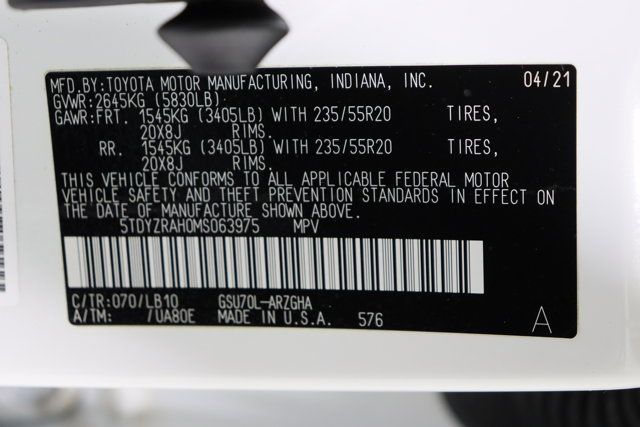 MFD.BY:TOYOTA MOTOR MANUFACTURING, INDIANA, INC. 04/21
GVWR:2645KG (5830LB)
GAWR:FRT. 1545KG (3405LB) WITH 235/55R20 TIRES,
20X8J RIMS.
RR. 1545KG (3405LB) WITH 235/55R20 TIRES,
20X8J RIMS.
THIS VEHICLE CONFORMS TO ALL APPLICABLE FEDERAL MOTOR
VEHICLE SAFETY AND THEFT PREVENTION STANDARDS IN EFFECT ON
THE DATE OF MANUFACTURE SHOWN ABOVE.
5TDYZRAH0MS063975 MPV
C/TR:070/LB10 GSU70L-ARZGHA
A/TM: /UA80E MADE IN U.S.A. 576 A